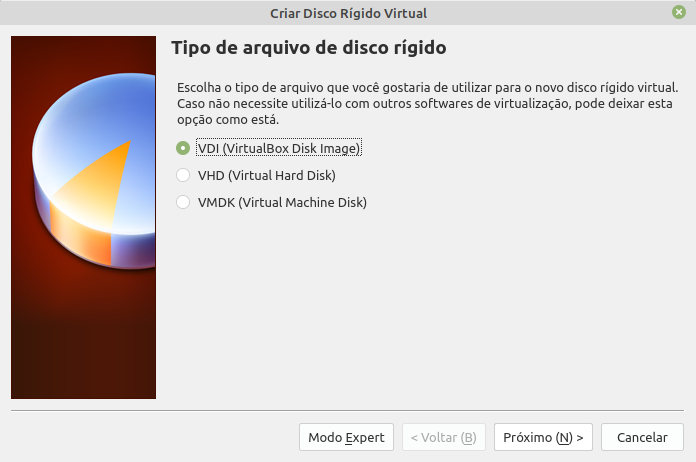 Criar Disco Rígido Virtual
Tipo de arquivo de disco rígido
Escolha o tipo de arquivo que você gostaria de utilizar para o novo disco rígido virtual.
Caso não necessite utilizá-lo com outros softwares de virtualização, pode deixar esta
opção como está.
VDI (VirtualBox Disk Image)
VHD (Virtual Hard Disk)
VMDK (Virtual Machine Disk)
Modo Expert
< Voltar (B)
Próximo (N) >
Cancelar